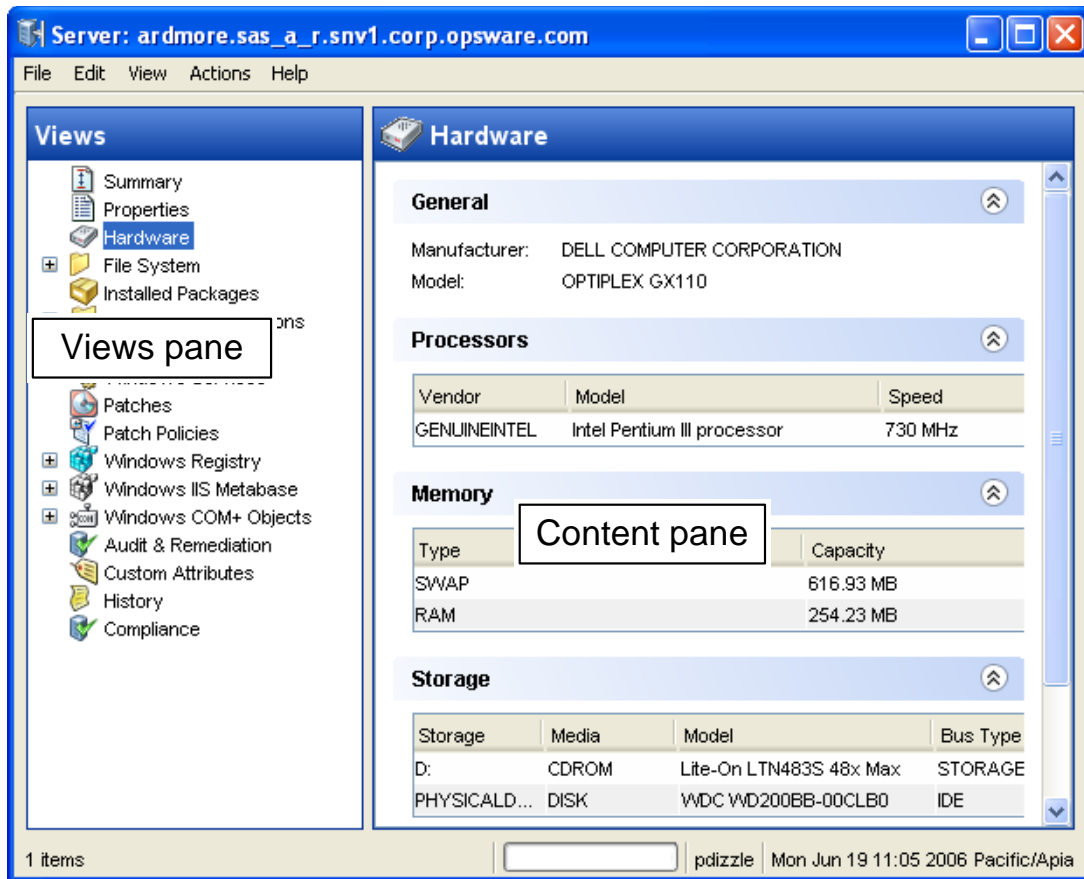 Server: ardmore.sas_a_r.snv1.corp.opsware.com
File Edit View Actions Help
Views
Summary
Properties
Hardware
File System
Installed Packages
Views pane
Patches
Patch Policies
Windows Registry
Windows IIS Metabase
Windows COM+ Objects
Audit & Remediation
Custom Attributes
History
Compliance
Hardware
General
Manufacturer: DELL COMPUTER CORPORATION
Model: OPTIPLEX GX110
Processors
Vendor Model Speed
GENUINEINTEL Intel Pentium III processor 730 MHz
Memory
Content pane
Type Capacity
SWAP 616.93 MB
RAM 254.23 MB
Storage
Storage Media Model Bus Type
D: CDROM Lite-On LTN483S 48x Max STORAGE
PHYSICALD... DISK WDC WD200BB-00CLB0 IDE
1 items
pdizzle Mon Jun 19 11:05 2006 Pacific/Apia